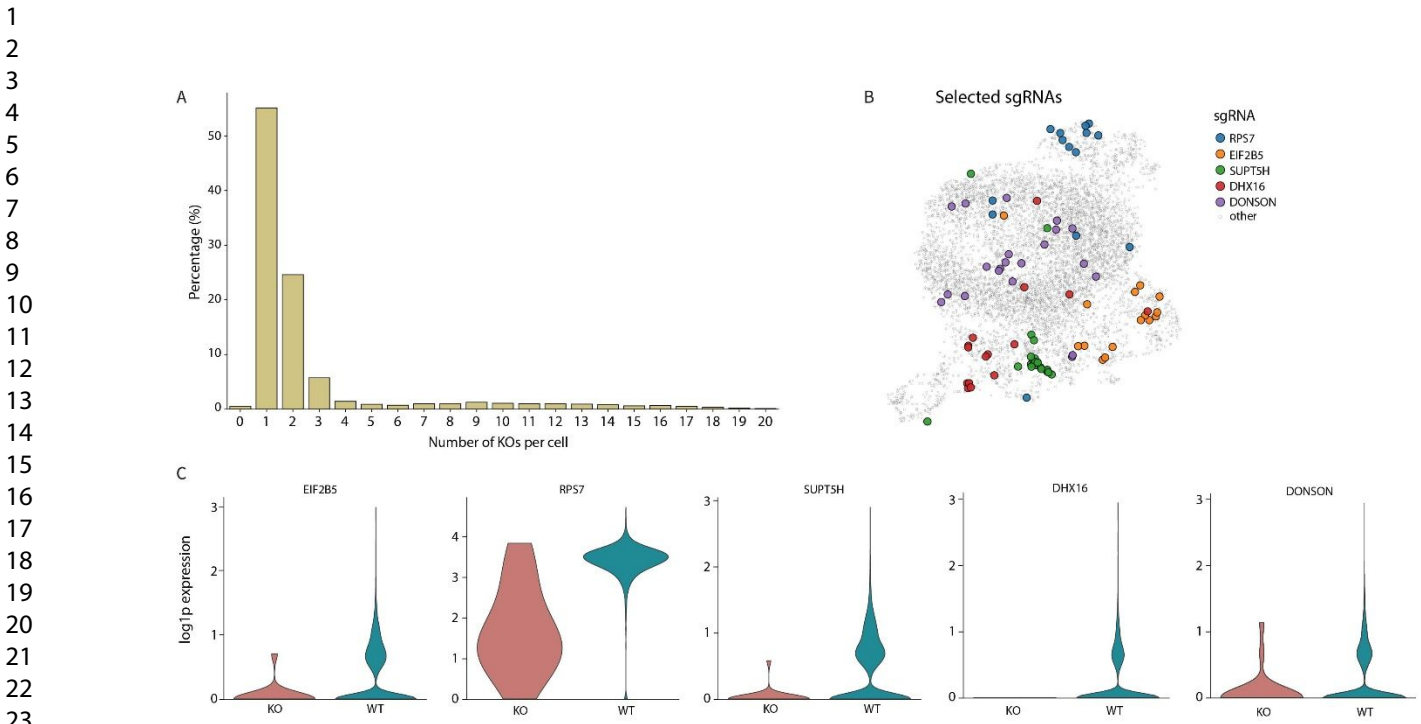 1
2
3
4
5
6
7
8
9
10
11
12
13
14
15
16
17
18
19
20
21
22
23
A
Percentage (%)
50
40
30
20
10
0
0 1 2 3 4 5 6 7 8 9 10 11 12 13 14 15 16 17 18 19 20
Number of KOs per cell
B Selected sgRNAs
sgRNA
RPS7
EIF2B5
SUPT5H
DHX16
DONSON
other
C
log1p expression
EIF2B5
3
2
1
0
KO WT
RPS7
4
3
2
1
0
KO WT
SUPT5H
3
2
1
0
KO WT
DHX16
3
2
1
0
KO WT
DONSON
3
2
1
0
KO WT